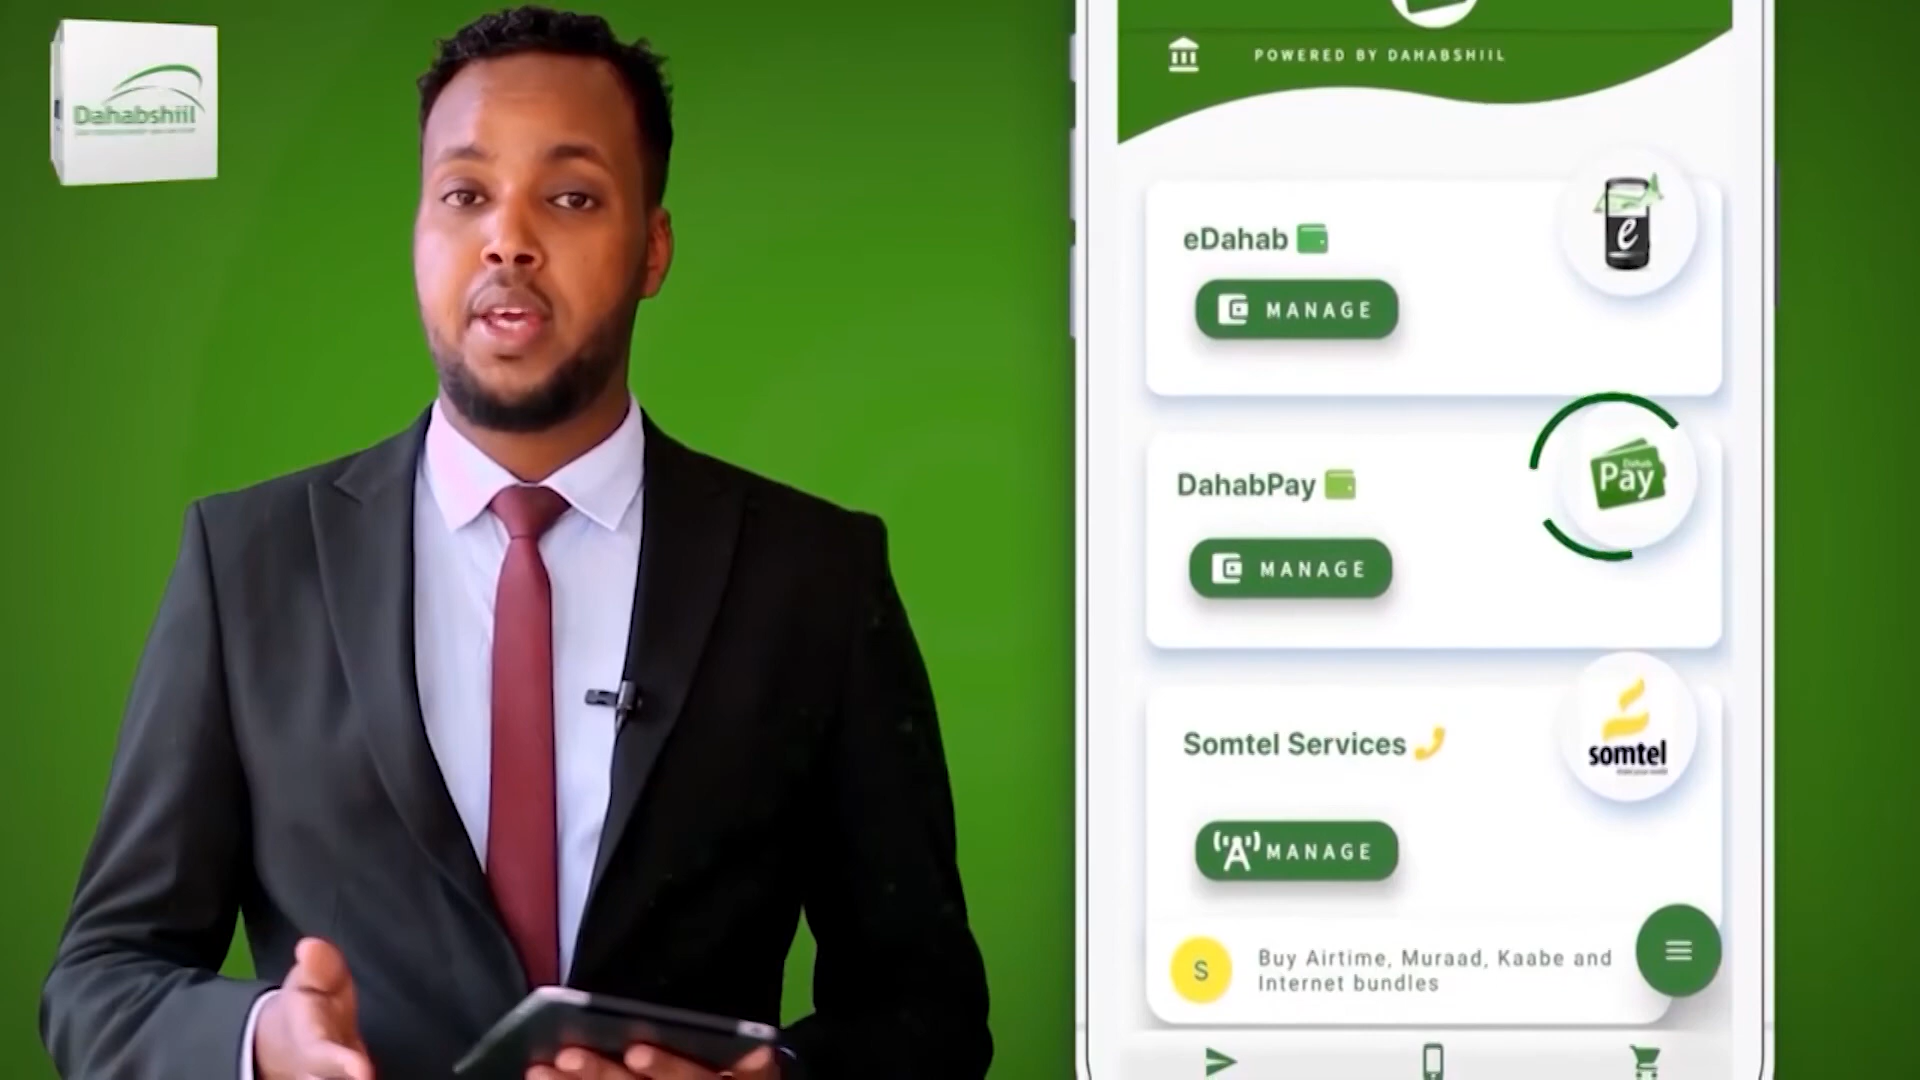 Dahabshiil
POWERED BY DAHABSHIIL
eDahab
e
MANAGE
DahabPay
Dahab
Pay
MANAGE
Somtel Services
somtel
MANAGE
S
Buy Airtime, Muraad, Kaabe and
Internet bundles